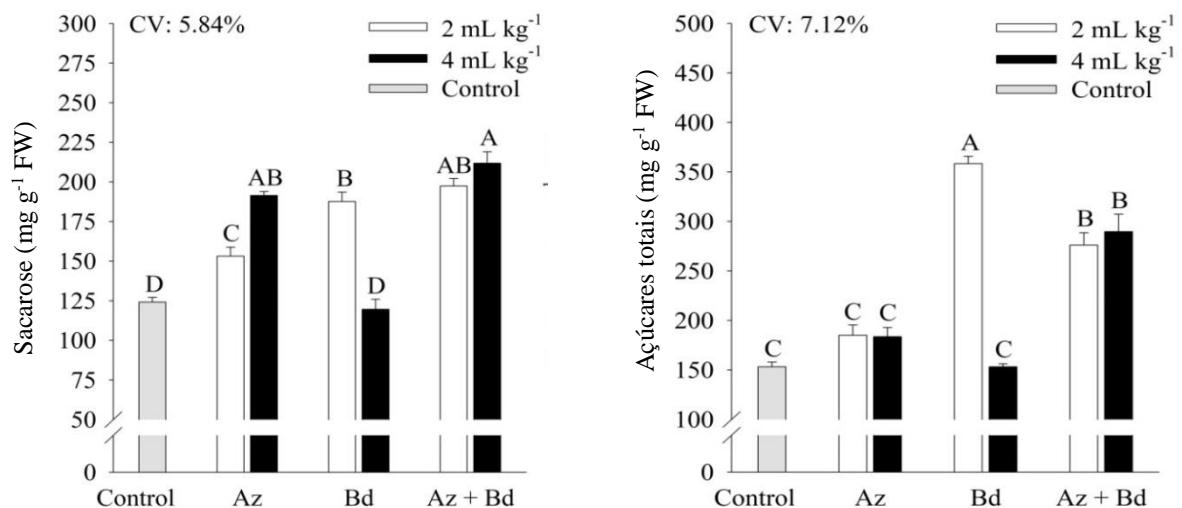 CV: 5.84%
2 mL kg⁻¹
4 mL kg⁻¹
Control
Sacarose (mg g⁻¹ FW)
300
275
250
225
200
175
150
125
100
75
50
0
D
C
AB
B
D
AB
A
Control Az Bd Az + Bd
CV: 7.12%
2 mL kg⁻¹
4 mL kg⁻¹
Control
Açúcares totais (mg g⁻¹ FW)
500
450
400
350
300
250
200
150
100
0
C
C
C
A
C
B
B
Control Az Bd Az + Bd